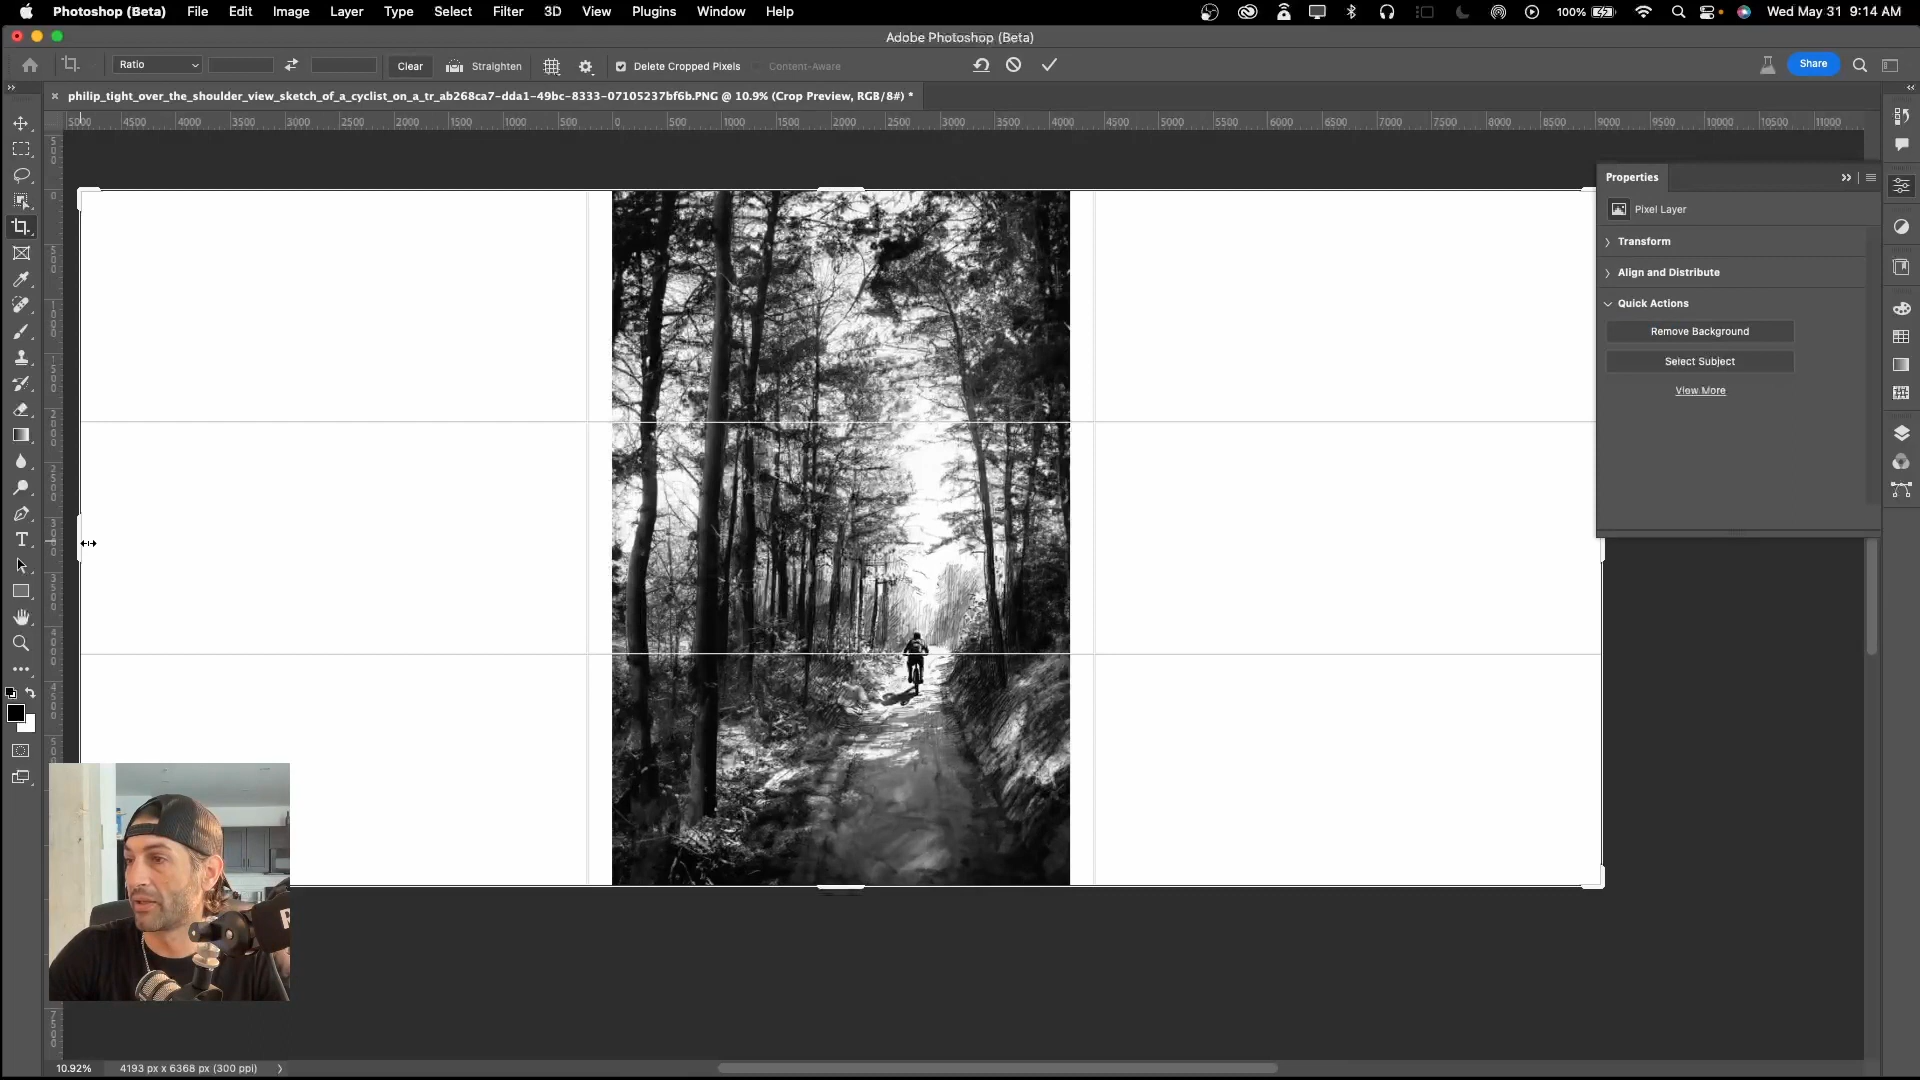 Photoshop (Beta) File Edit Image Layer Type Select Filter 3D View Plugins Window Help 100% Wed May 31 9:14 AM
Adobe Photoshop (Beta)
Ratio Clear Straighten Delete Cropped Pixels Content-Aware Share
philip_tight_over_the_shoulder_view_sketch_of_a_cyclist_on_a_tr_ab268ca7-dda1-49bc-8333-07105237bf6b.PNG @ 10.9% (Crop Preview, RGB/8#) *
5000 4500 4000 3500 3000 2500 2000 1500 1000 500 0 500 1000 2000 2500 3000 3500 4000 4500 5000 5500 6000 6500 7000 7500 8000 8500 9000 9500 10000 10500 11000
Properties
Pixel Layer
Transform
Align and Distribute
Quick Actions
Remove Background
Select Subject
View More
10.92% 4193 px x 6368 px (300 ppi)